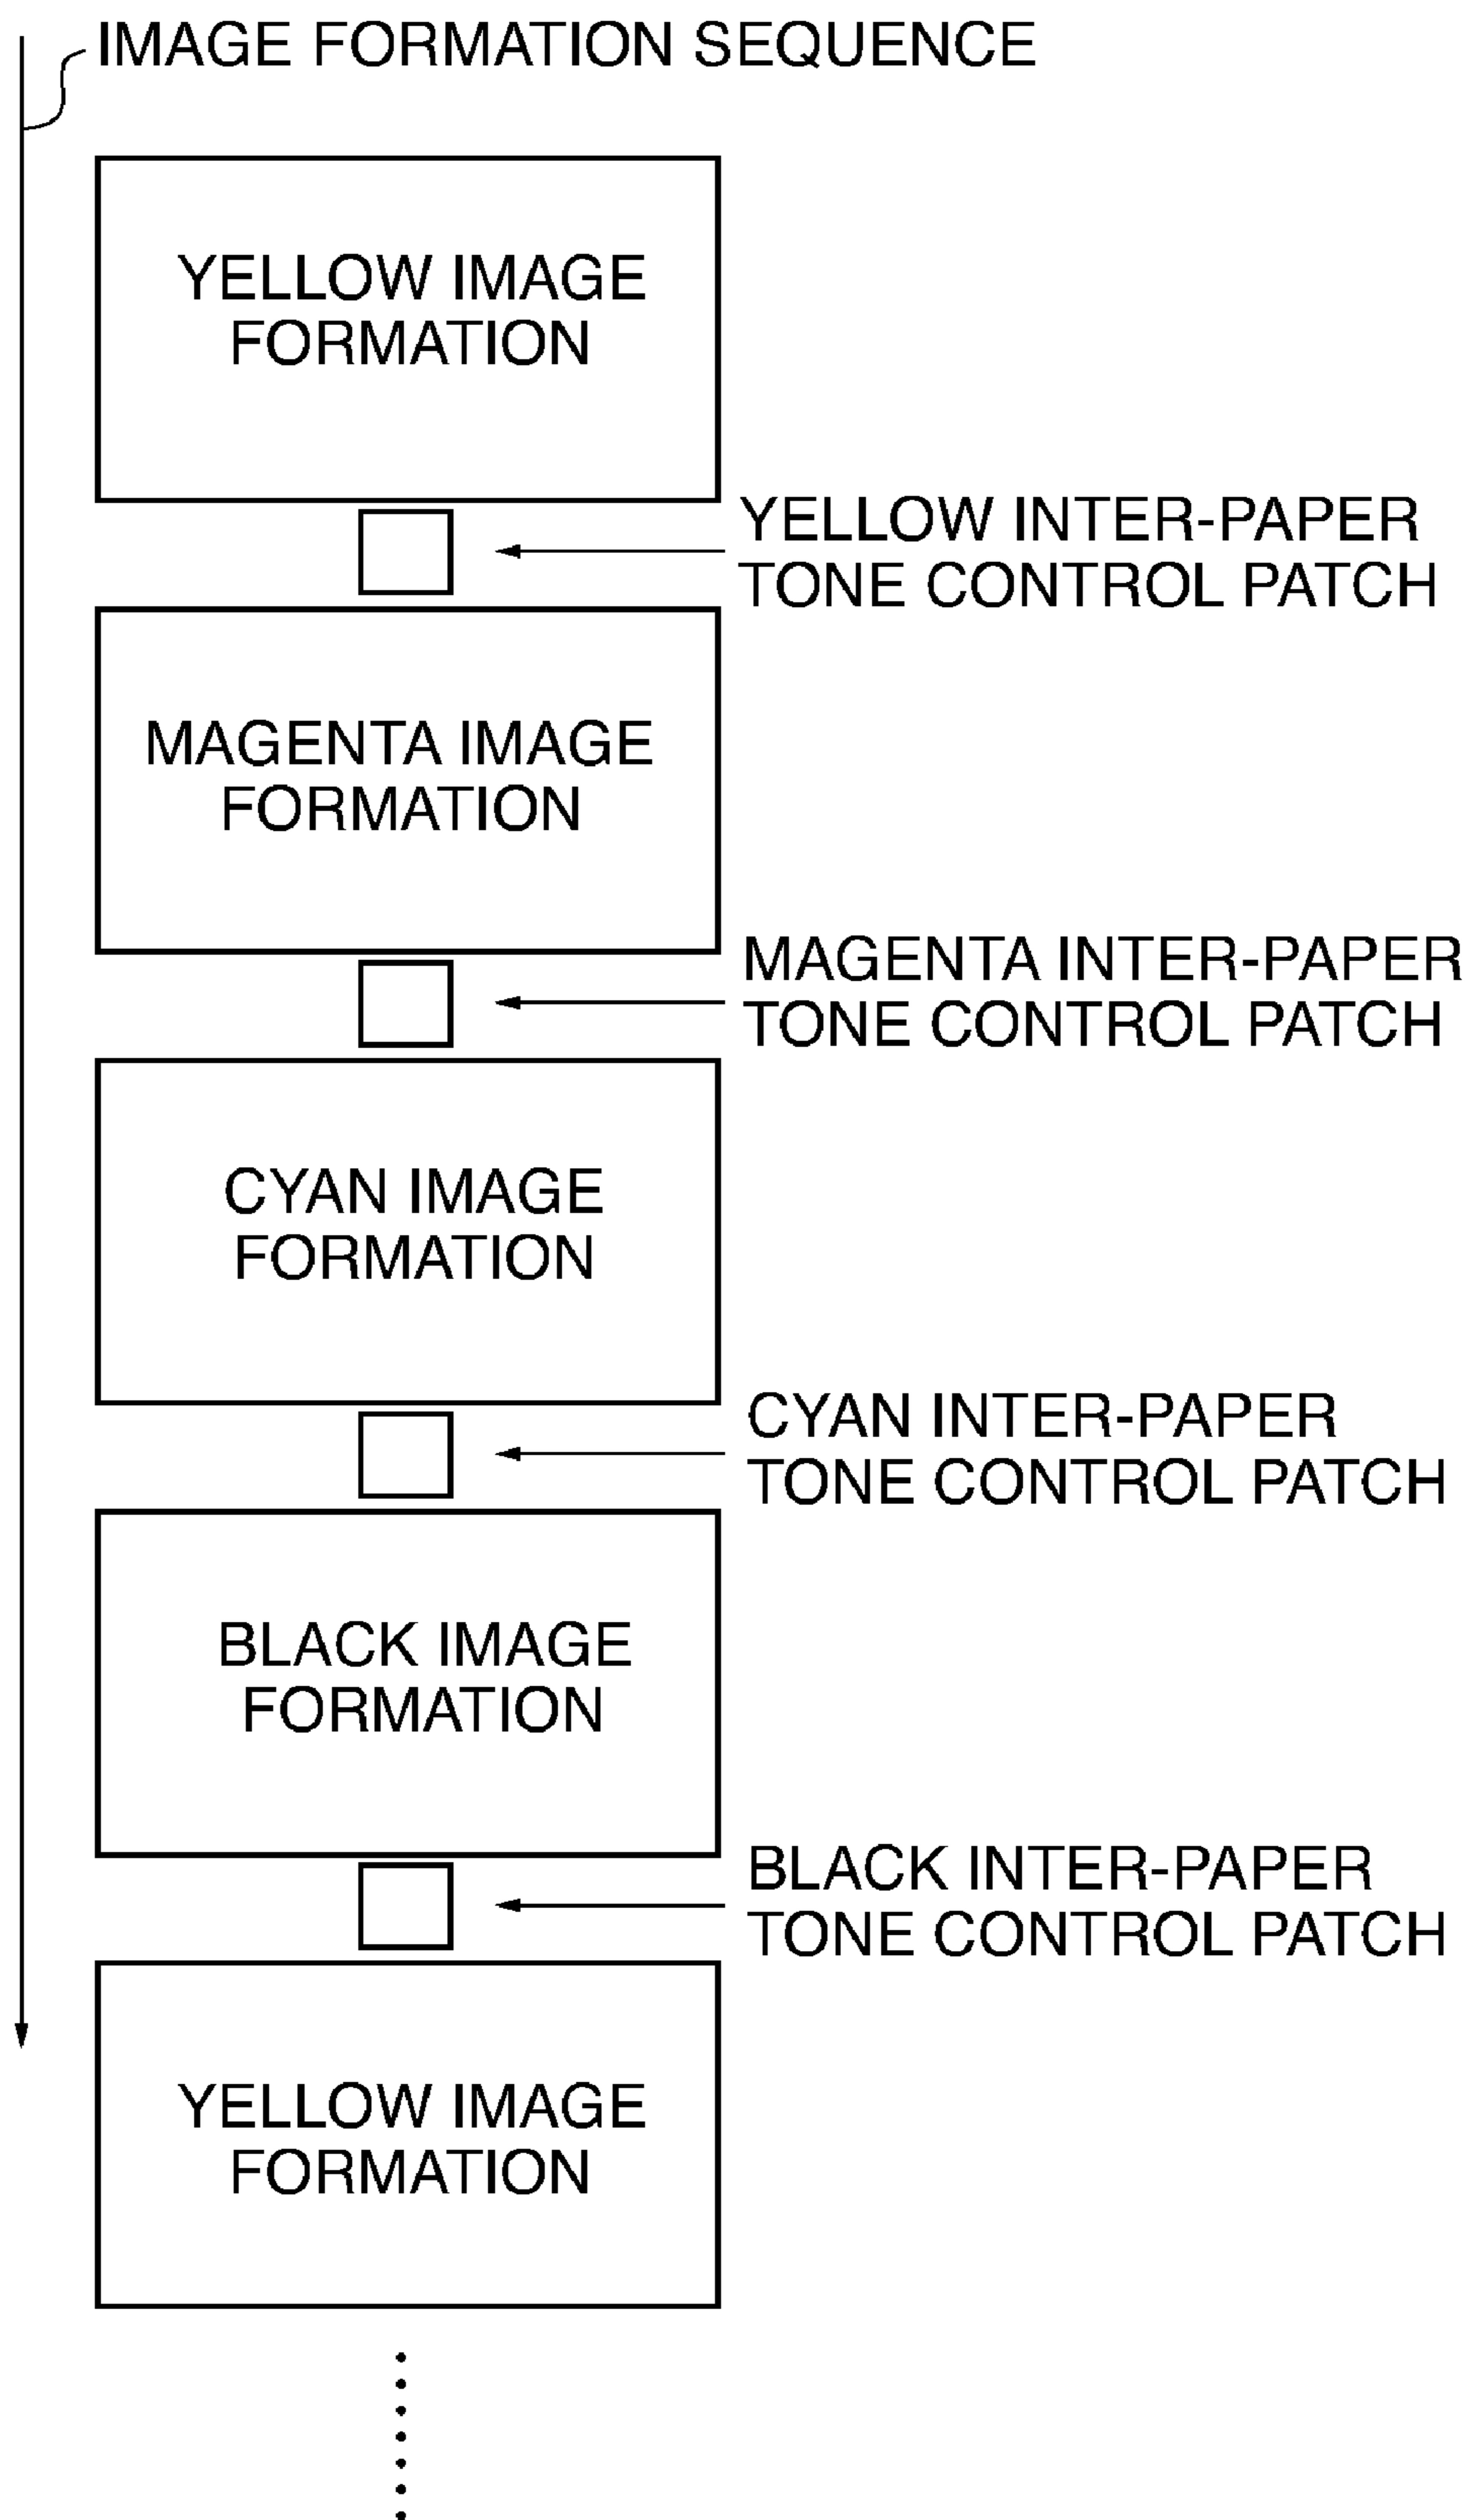 IMAGE FORMATION SEQUENCE
YELLOW IMAGE
FORMATION
YELLOW INTER-PAPER
TONE CONTROL PATCH
MAGENTA IMAGE
FORMATION
MAGENTA INTER-PAPER
TONE CONTROL PATCH
CYAN IMAGE
FORMATION
CYAN INTER-PAPER
TONE CONTROL PATCH
BLACK IMAGE
FORMATION
BLACK INTER-PAPER
TONE CONTROL PATCH
YELLOW IMAGE
FORMATION